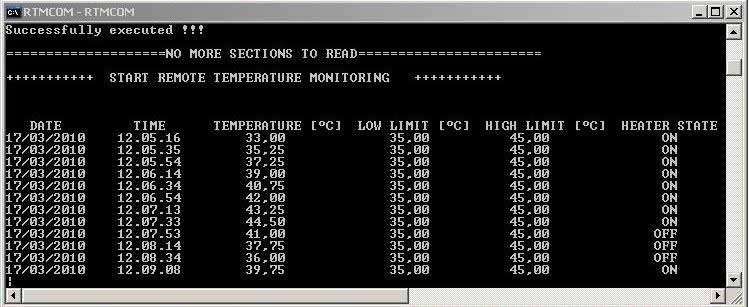 RTMCOM - RTMCOM
Successfully executed !!!
====================NO MORE SECTIONS TO READ=======================
+++++++++++ START REMOTE TEMPERATURE MONITORING +++++++++++
DATE TIME TEMPERATURE [ºC] LOW LIMIT [ºC] HIGH LIMIT [ºC] HEATER STATE
17/03/2010 12.05.16 33,00 35,00 45,00 ON
17/03/2010 12.05.35 35,25 35,00 45,00 ON
17/03/2010 12.05.54 37,25 35,00 45,00 ON
17/03/2010 12.06.14 39,00 35,00 45,00 ON
17/03/2010 12.06.34 40,75 35,00 45,00 ON
17/03/2010 12.06.54 42,00 35,00 45,00 ON
17/03/2010 12.07.13 43,25 35,00 45,00 ON
17/03/2010 12.07.33 44,50 35,00 45,00 ON
17/03/2010 12.07.53 41,00 35,00 45,00 OFF
17/03/2010 12.08.14 37,75 35,00 45,00 OFF
17/03/2010 12.08.34 36,00 35,00 45,00 OFF
17/03/2010 12.09.08 39,75 35,00 45,00 ON